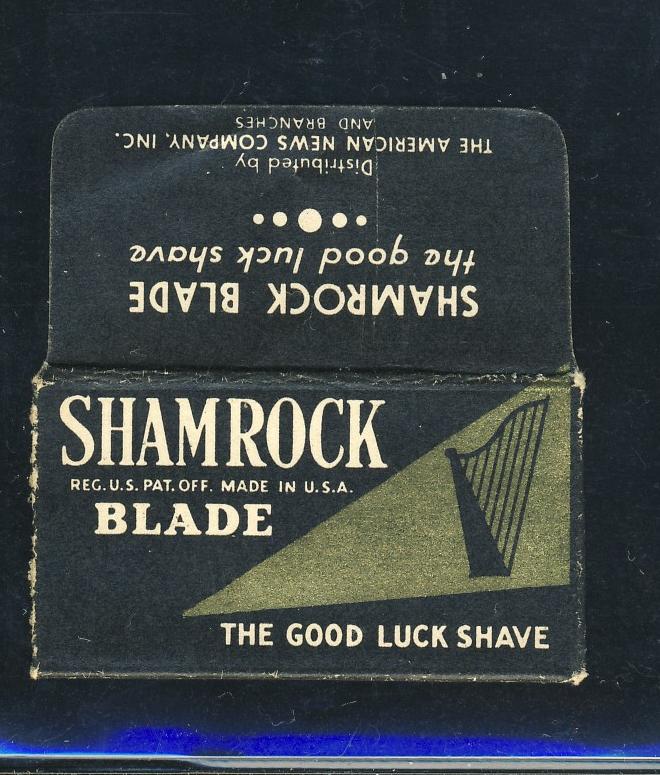 SHAMROCK
REG. U.S. PAT. OFF. MADE IN U.S.A.
BLADE
THE GOOD LUCK SHAVE
SHAMROCK BLADE
the good luck shave
Distributed by
THE AMERICAN NEWS COMPANY, INC.
AND BRANCHES